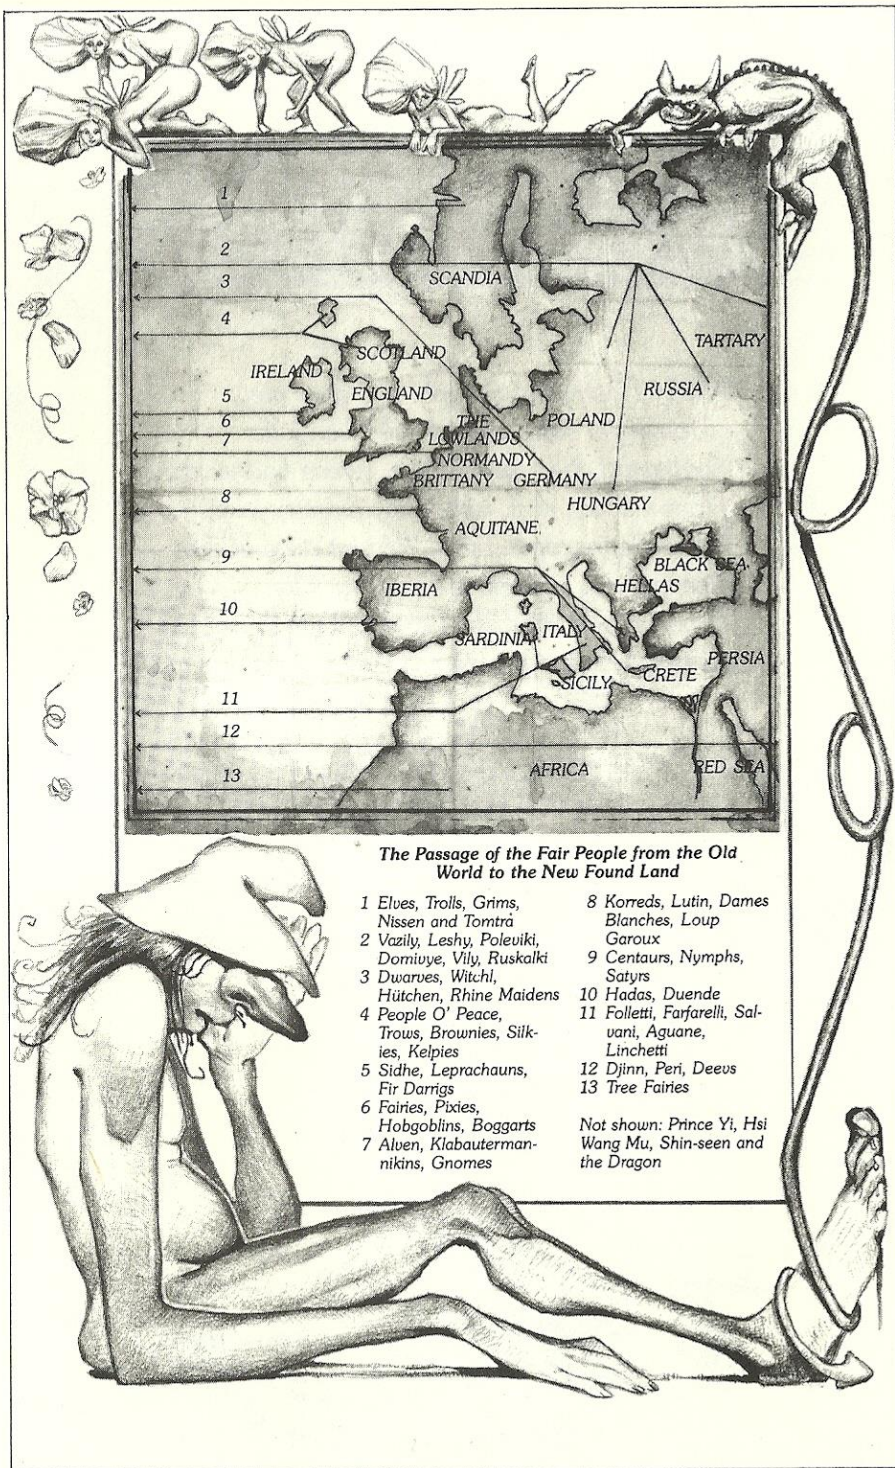 1
2
3
SCANDIA
4
TARTARY
SCOTLAND
IRELAND
RUSSIA
ENGLAND
5
6
THE
POLAND
7
LOWLANDS
NORMANDY
BRITTANY
GERMANY
8
HUNGARY
AQUITANE
9
BLACK SEA
IBERIA
HELLAS
10
SARDINIA
ITALY
PERSIA
SICILY
CRETE
11
12
AFRICA
RED SEA
13
The Passage of the Fair People from the Old
World to the New Found Land
1 Elves, Trolls, Grims,
Nissen and Tomtrà
2 Vazily, Leshy, Poleviki,
Domivye, Vily, Ruskalki
3 Dwarves, Witchl,
Hütchen, Rhine Maidens
4 People O' Peace,
Trows, Brownies, Silk-
ies, Kelpies
5 Sidhe, Leprachauns,
Fir Darrigs
6 Fairies, Pixies,
Hobgoblins, Boggarts
7 Alven, Klabauterman-
nikins, Gnomes
8 Korreds, Lutin, Dames
Blanches, Loup
Garoux
9 Centaurs, Nymphs,
Satyrs
10 Hadas, Duende
11 Folletti, Farfarelli, Sal-
vani, Aguane,
Linchetti
12 Djinn, Peri, Deevs
13 Tree Fairies
Not shown: Prince Yi, Hsi
Wang Mu, Shin-seen and
the Dragon